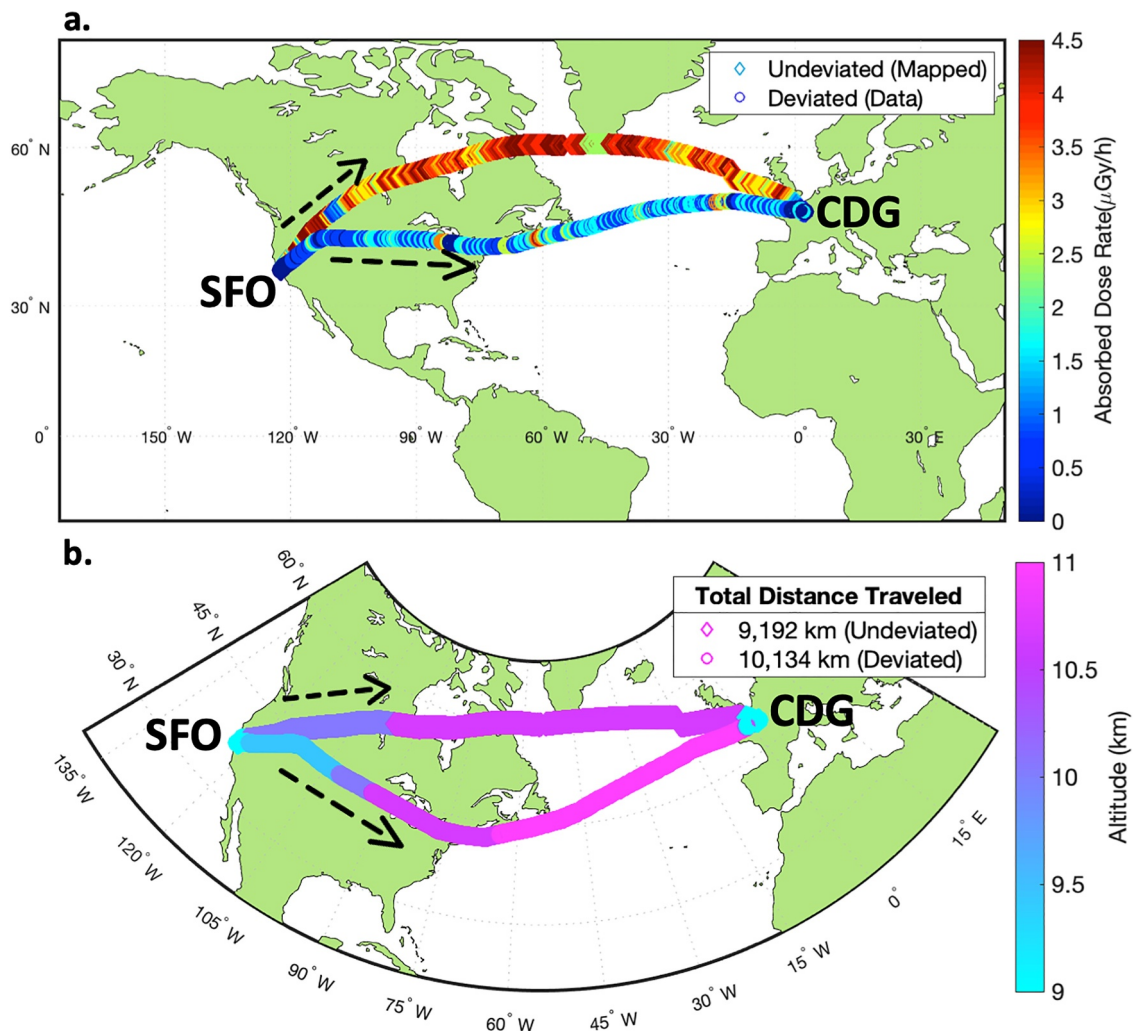 a.
Undeviated (Mapped)
Deviated (Data)
60° N
30° N
0°
150° W
120° W
90° W
60° W
30° W
0°
30° E
SFO
CDG
4.5
4
3.5
3
2.5
2
1.5
1
0.5
0
Absorbed Dose Rate(μGy/h)
b.
Total Distance Traveled
9,192 km (Undeviated)
10,134 km (Deviated)
60° N
45° N
30° N
SFO
CDG
135° W
120° W
105° W
90° W
75° W
60° W
45° W
30° W
15° W
0°
15° E
11
10.5
10
9.5
9
Altitude (km)